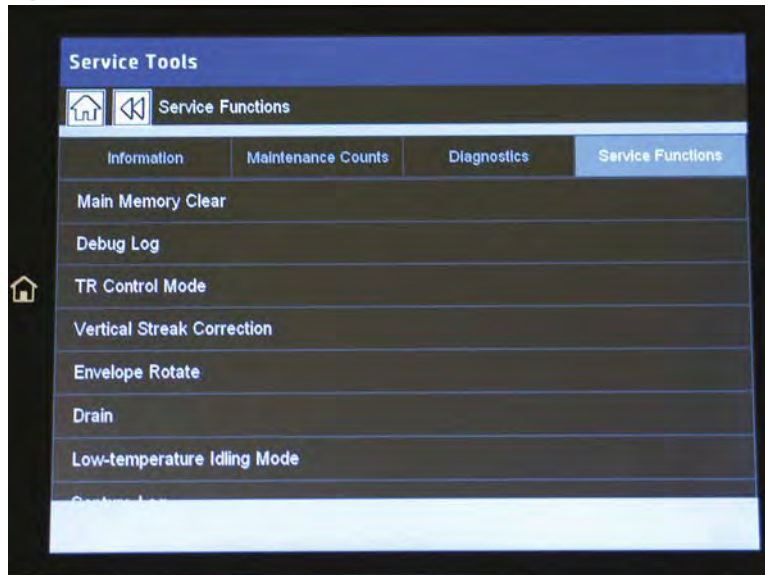 Service Tools
Service Functions
Information Maintenance Counts Diagnostics Service Functions
Main Memory Clear
Debug Log
TR Control Mode
Vertical Streak Correction
Envelope Rotate
Drain
Low-temperature Idling Mode